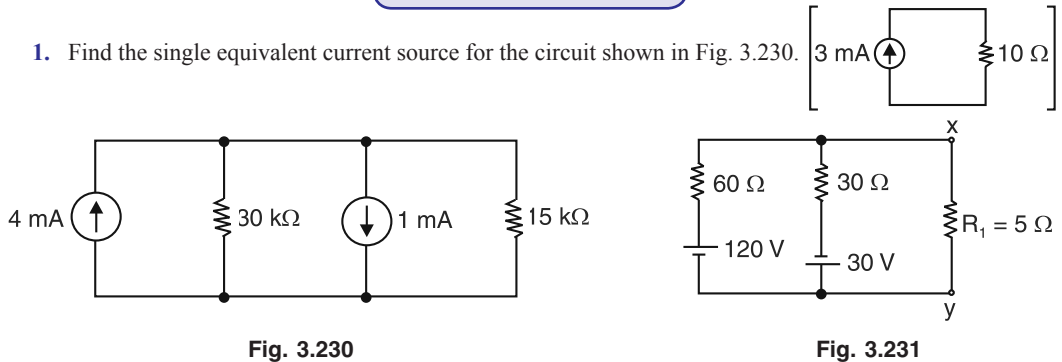 1. Find the single equivalent current source for the circuit shown in Fig. 3.230.
3 mA
10 Ω
4 mA
30 kΩ
1 mA
15 kΩ
Fig. 3.230
x
60 Ω
30 Ω
R₁ = 5 Ω
120 V
30 V
y
Fig. 3.231